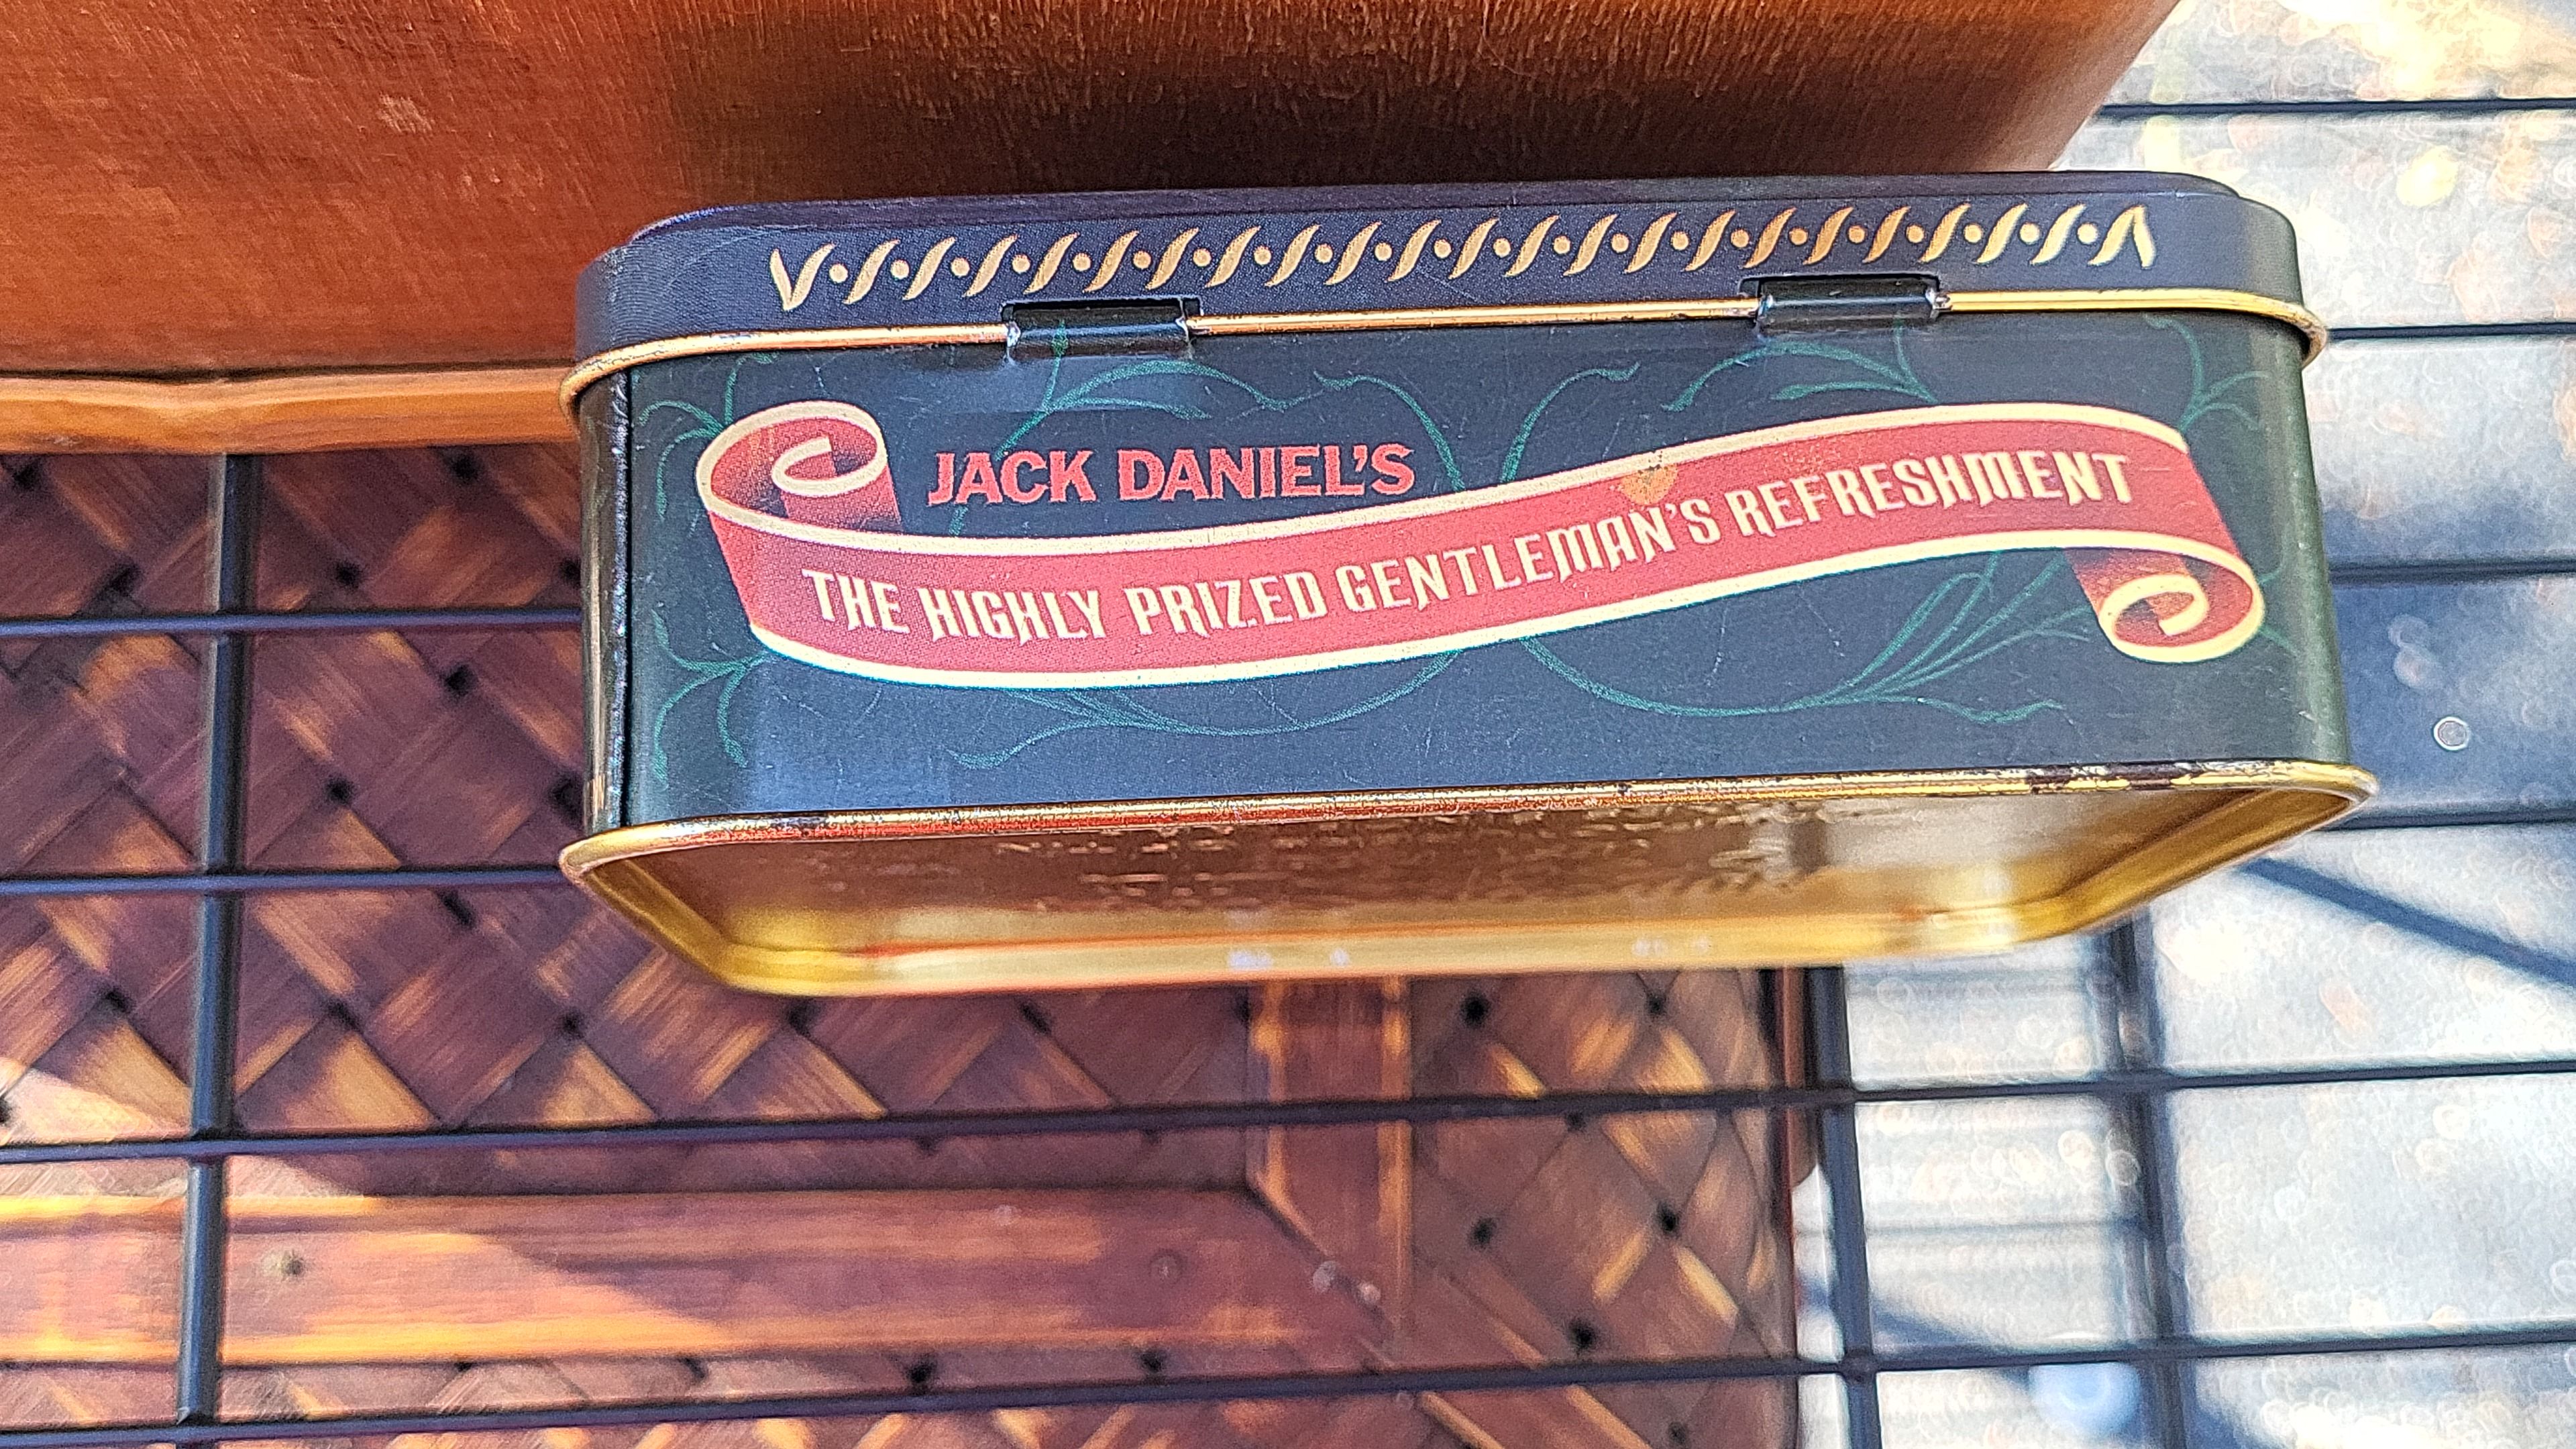 JACK DANIEL'S
THE HIGHLY PRIZED GENTLEMAN'S REFRESHMENT